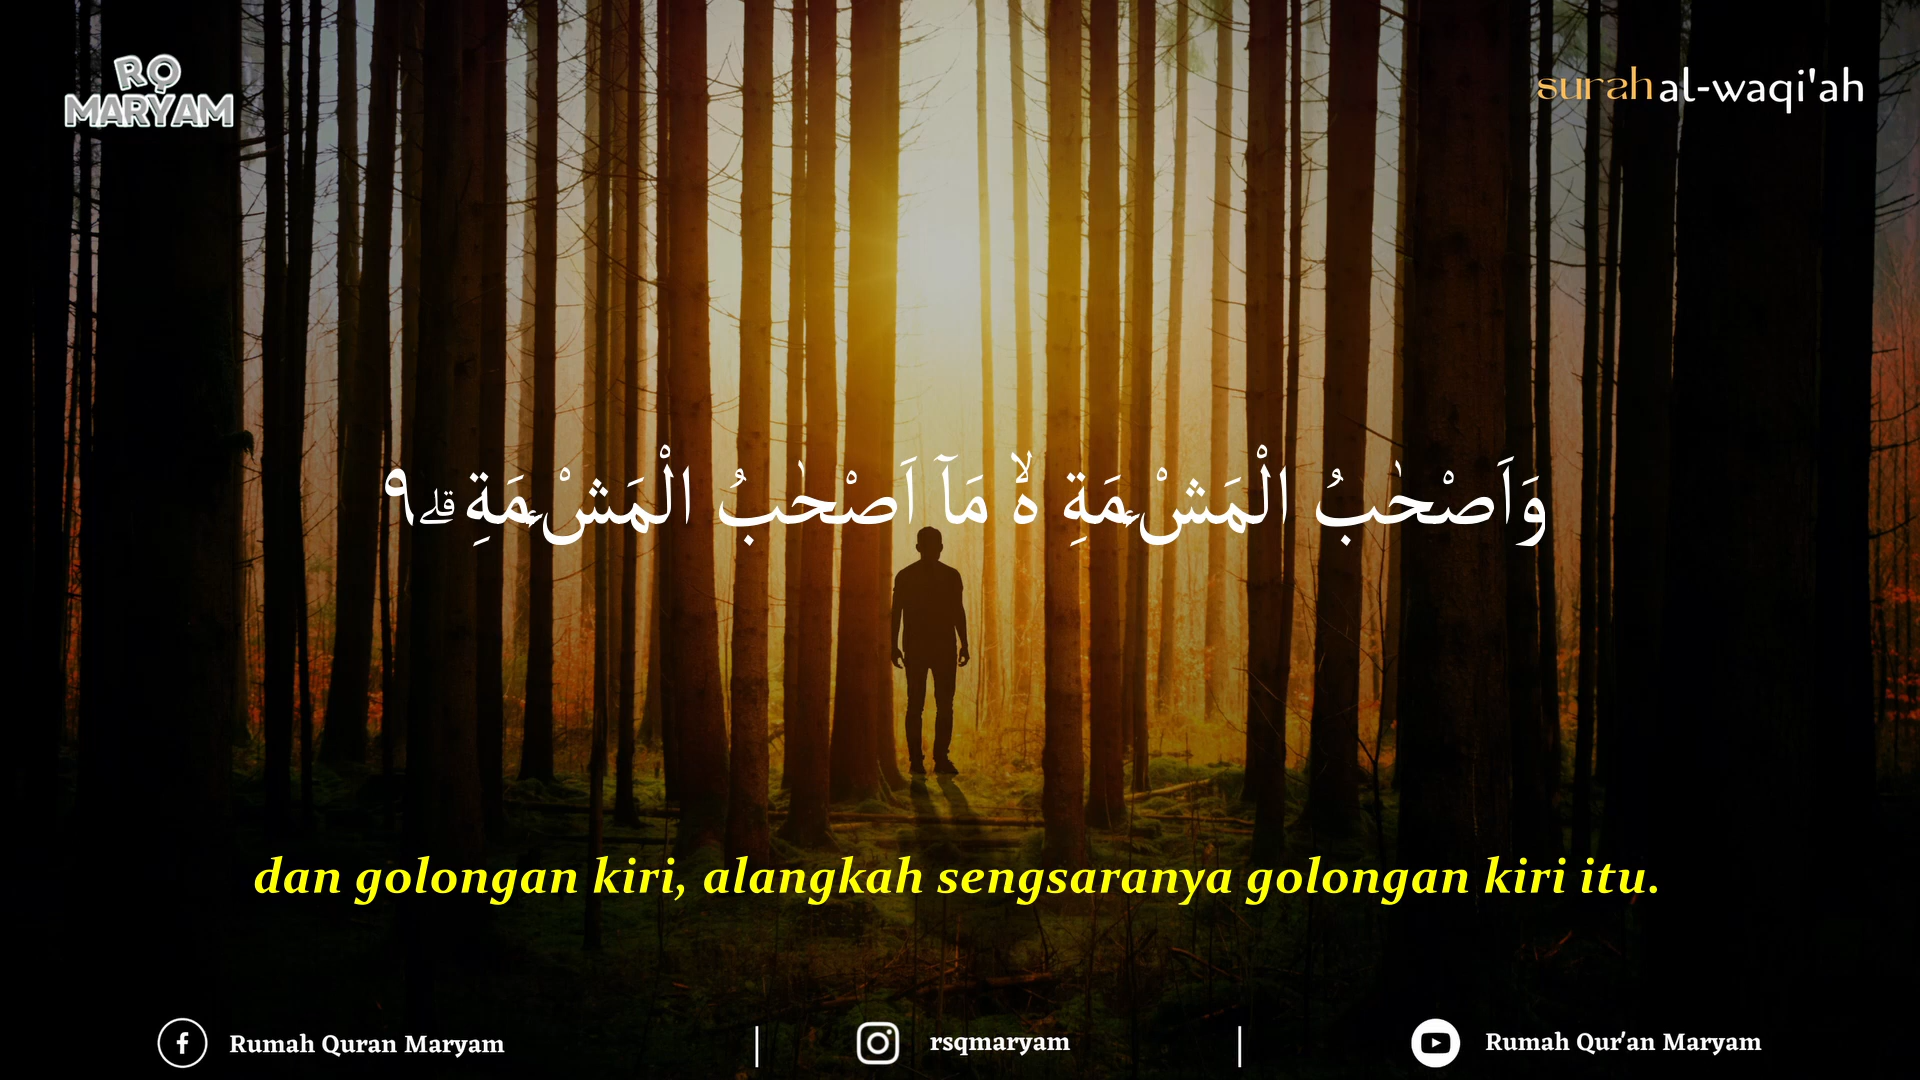 RQ
MARYAM
surah al-waqi'ah
وَاَصْحٰبُ الْمَشْـَٔمَةِ ەۙ مَآ اَصْحٰبُ الْمَشْـَٔمَةِ ۗ ٩
dan golongan kiri, alangkah sengsaranya golongan kiri itu.
Rumah Quran Maryam | rsqmaryam | Rumah Qur'an Maryam